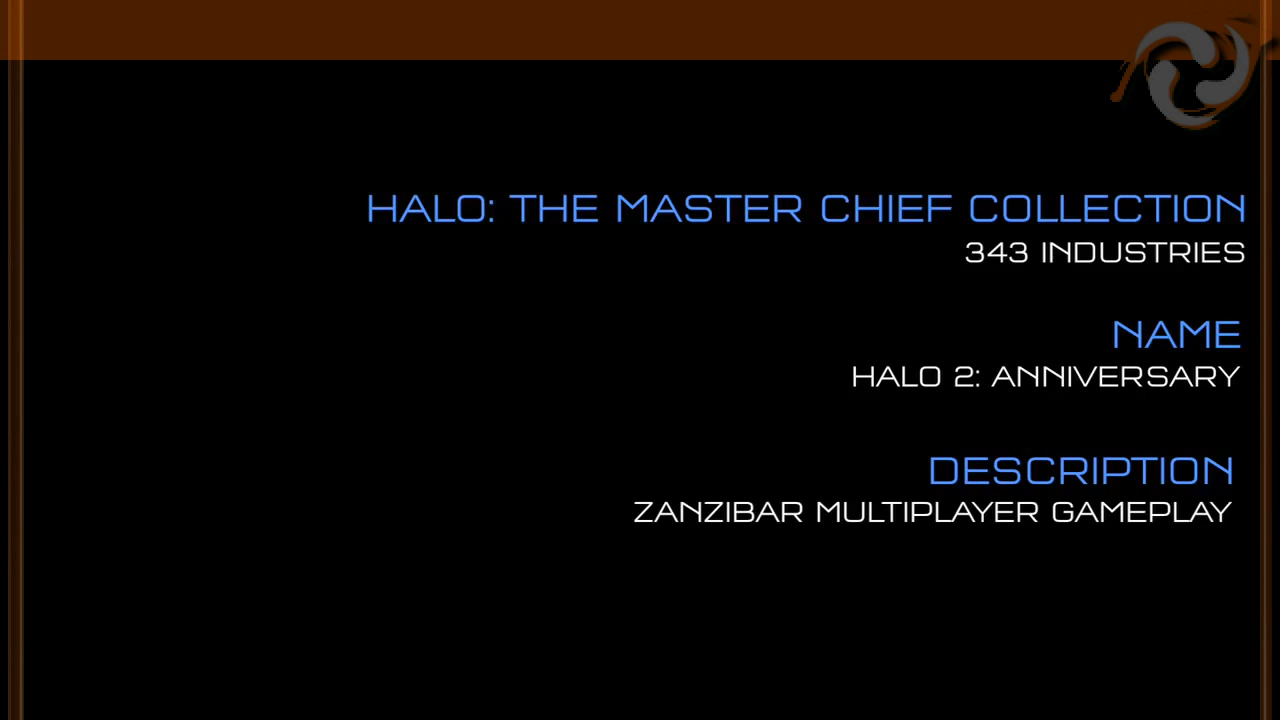 HALO: THE MASTER CHIEF COLLECTION
343 INDUSTRIES
NAME
HALO 2: ANNIVERSARY
DESCRIPTION
ZANZIBAR MULTIPLAYER GAMEPLAY